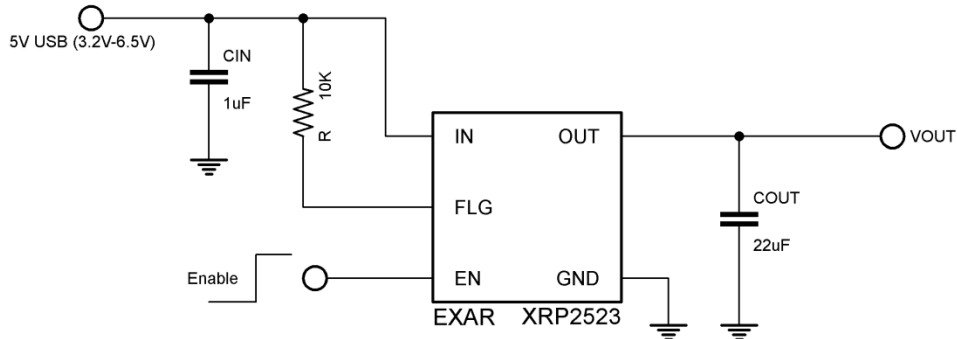 5V USB (3.2V-6.5V)
CIN
1uF
10K
R
IN
OUT
VOUT
FLG
COUT
22uF
Enable
EN
GND
EXAR XRP2523